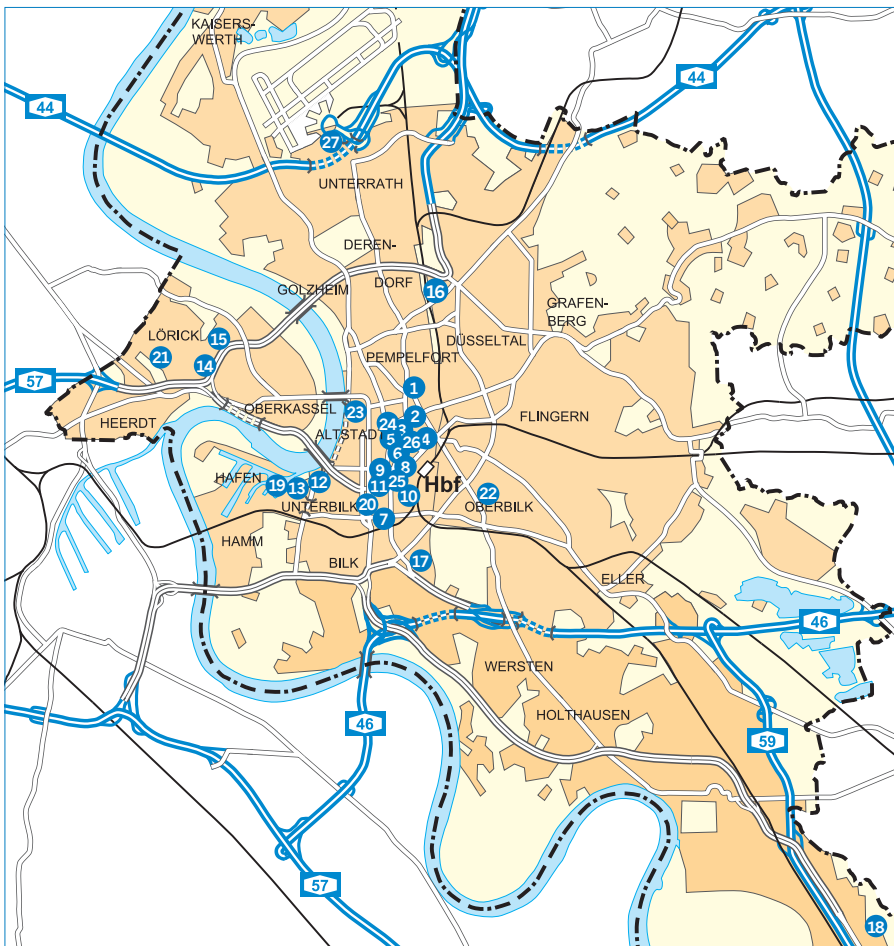 KAISERS-
WERTH
44
44
27
UNTERRATH
DEREN-
DORF
GOLZHEIM
16
GRAFEN-
BERG
LÖRICK
15
DÜSSELTAL
21
14
PEMPELFORT
57
1
HEERDT
OBERKASSEL
23
2
FLINGERN
24
3
ALTSTADT
5
26
4
6
9
8
Hbf
HAFEN
19
13
12
11
25
10
22
UNTERBILK
20
OBERBILK
7
HAMM
BILK
17
ELLER
46
WERSTEN
HOLTHAUSEN
46
59
57
18